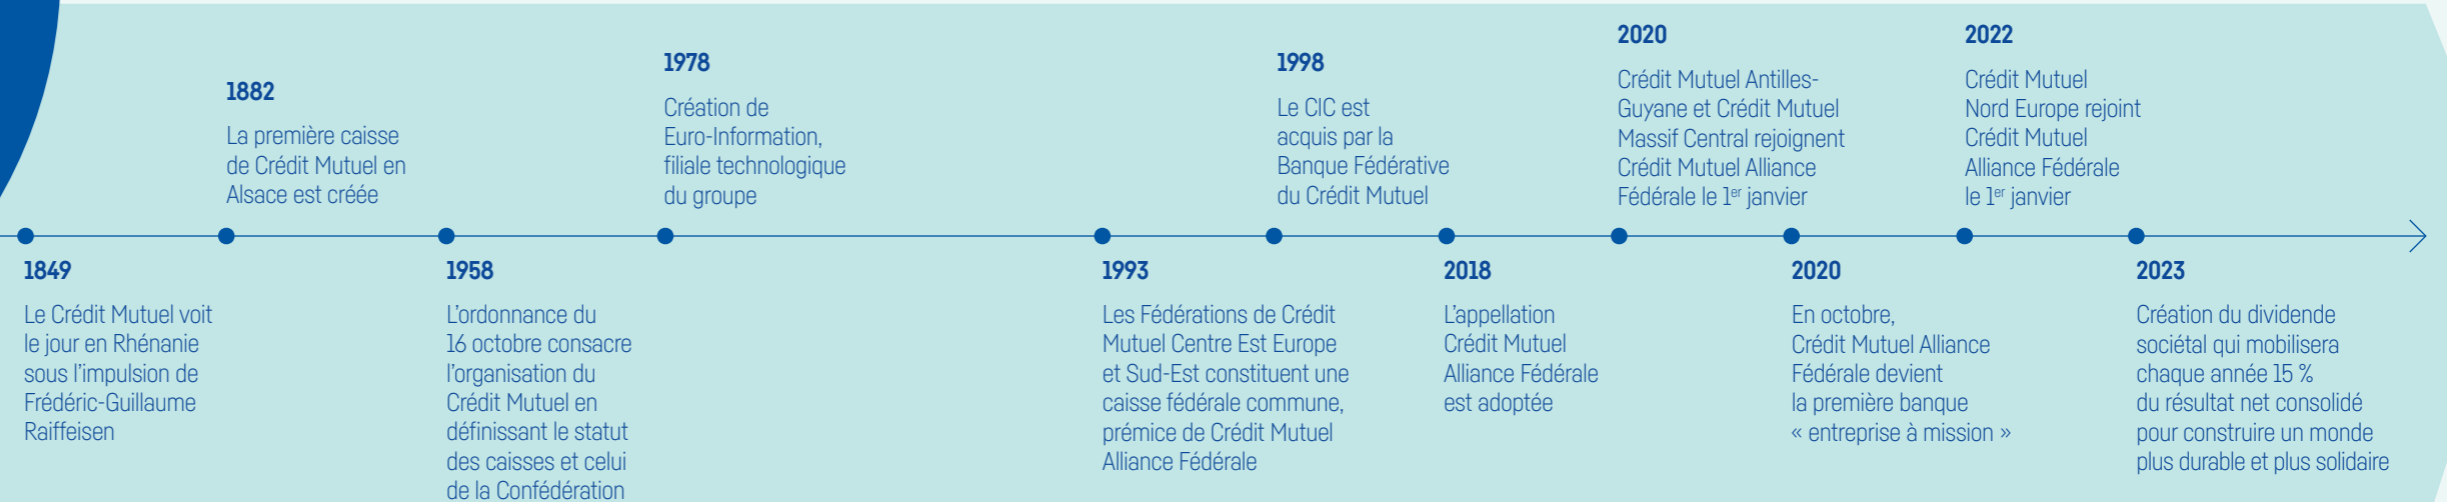 1849
Le Crédit Mutuel voit
le jour en Rhénanie
sous l'impulsion de
Frédéric-Guillaume
Raiffeisen
1882
La première caisse
de Crédit Mutuel en
Alsace est créée
1958
L'ordonnance du
16 octobre consacre
l'organisation du
Crédit Mutuel en
définissant le statut
des caisses et celui
de la Confédération
1978
Création de
Euro-Information,
filiale technologique
du groupe
1993
Les Fédérations de Crédit
Mutuel Centre Est Europe
et Sud-Est constituent une
caisse fédérale commune,
prémice de Crédit Mutuel
Alliance Fédérale
1998
Le CIC est
acquis par la
Banque Fédérative
du Crédit Mutuel
2018
L'appellation
Crédit Mutuel
Alliance Fédérale
est adoptée
2020
Crédit Mutuel Antilles-
Guyane et Crédit Mutuel
Massif Central rejoignent
Crédit Mutuel Alliance
Fédérale le 1er janvier
2020
En octobre,
Crédit Mutuel Alliance
Fédérale devient
la première banque
« entreprise à mission »
2022
Crédit Mutuel
Nord Europe rejoint
Crédit Mutuel
Alliance Fédérale
le 1er janvier
2023
Création du dividende
sociétal qui mobilisera
chaque année 15 %
du résultat net consolidé
pour construire un monde
plus durable et plus solidaire